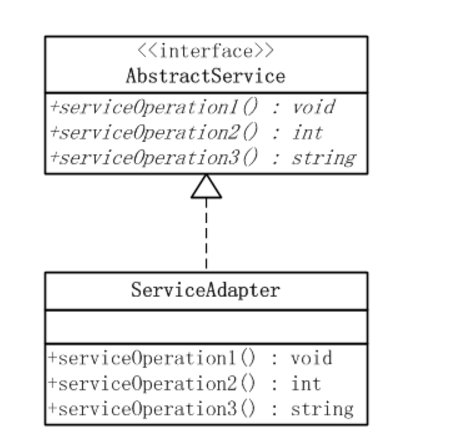 <<interface>>
AbstractService
+serviceOperation1() : void
+serviceOperation2() : int
+serviceOperation3() : string
ServiceAdapter
+serviceOperation1() : void
+serviceOperation2() : int
+serviceOperation3() : string